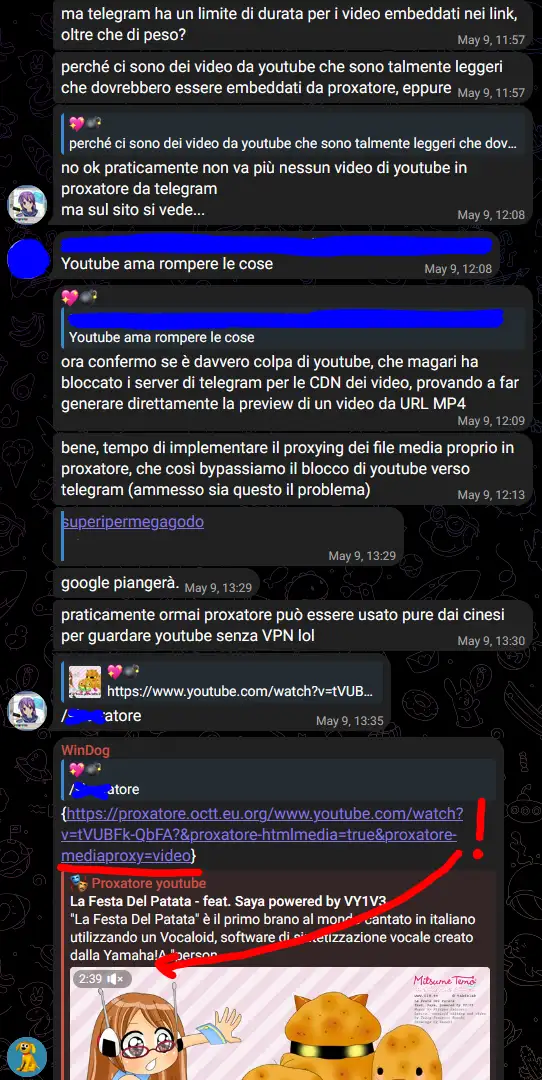 ma telegram ha un limite di durata per i video embeddati nei link,
oltre che di peso?
May 9, 11:57
perché ci sono dei video da youtube che sono talmente leggeri
che dovrebbero essere embeddati da proxatore, eppure May 9, 11:57
💖💣
perché ci sono dei video da youtube che sono talmente leggeri che dov...
no ok praticamente non va più nessun video di youtube in
proxatore da telegram
ma sul sito si vede...
May 9, 12:08
Youtube ama rompere le cose
May 9, 12:08
💖💣
Youtube ama rompere le cose
ora confermo se è davvero colpa di youtube, che magari ha
bloccato i server di telegram per le CDN dei video, provando a far
generare direttamente la preview di un video da URL MP4
May 9, 12:09
bene, tempo di implementare il proxying dei file media proprio in
proxatore, che così bypassiamo il blocco di youtube verso
telegram (ammesso sia questo il problema)
May 9, 12:13
superipermegagodo
May 9, 13:29
google piangerà. May 9, 13:29
praticamente ormai proxatore può essere usato pure dai cinesi
per guardare youtube senza VPN lol
May 9, 13:30
💖💣
https://www.youtube.com/watch?v=tVUB...
/ atore
May 9, 13:35
WinDog
💖💣
/ atore
{https://proxatore.octt.eu.org/www.youtube.com/watch?
v=tVUBFk-QbFA?&proxatore-htmlmedia=true&proxatore-
mediaproxy=video}
!
Proxatore youtube
La Festa Del Patata - feat. Saya powered by VY1V3
"La Festa Del Patata" è il primo brano al mondo cantato in italiano
utilizzando un Vocaloid, software di sintetizzazione vocale creato
dalla Yamaha!A "person
2:39
Mitsume Temo